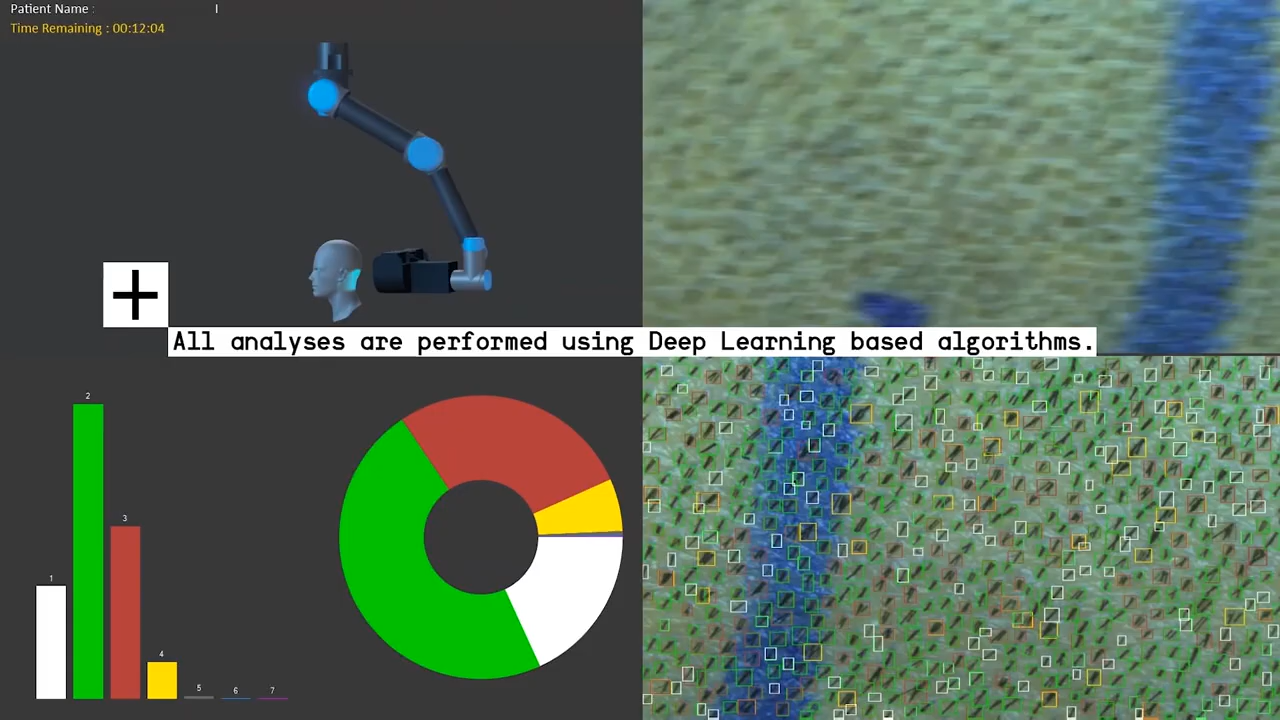 Patient Name :
Time Remaining : 00:12:04
All analyses are performed using Deep Learning based algorithms.
1
2
3
4
5
6
7